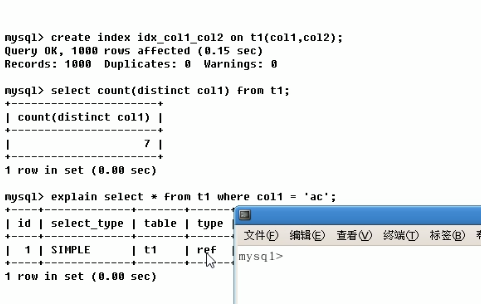 mysql> create index idx_col1_col2 on t1(col1,col2);
Query OK, 1000 rows affected (0.15 sec)
Records: 1000  Duplicates: 0  Warnings: 0
mysql> select count(distinct col1) from t1;
+----------------------+
| count(distinct col1) |
+----------------------+
|                    7 |
+----------------------+
1 row in set (0.00 sec)
mysql> explain select * from t1 where col1 = 'ac';
+----+-------------+-------+------+
| id | select_type | table | type |
+----+-------------+-------+------+
|  1 | SIMPLE      | t1    | ref  |
+----+-------------+-------+------+
1 row in set (0.00 sec)
文件(F) 编辑(E) 查看(V) 终端(T) 标签(B)
mysql>